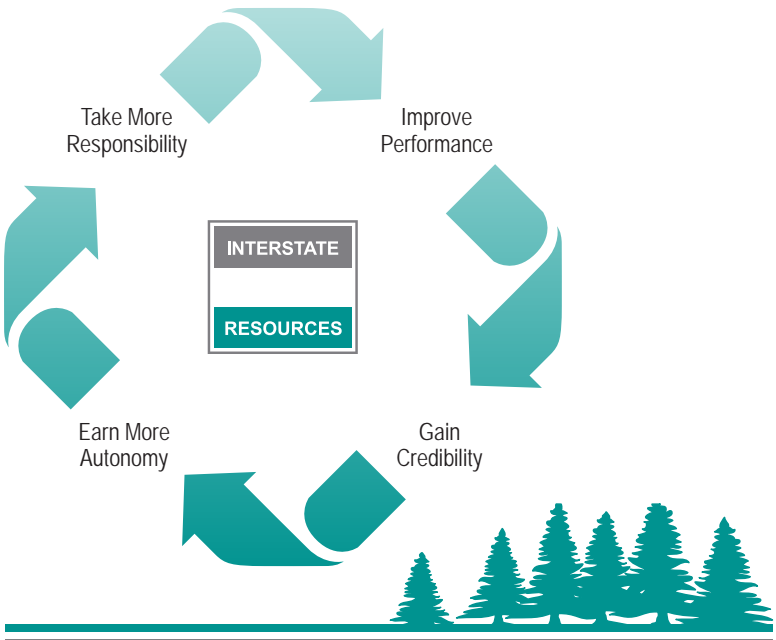 Take More
Responsibility
Improve
Performance
INTERSTATE
RESOURCES
Earn More
Autonomy
Gain
Credibility